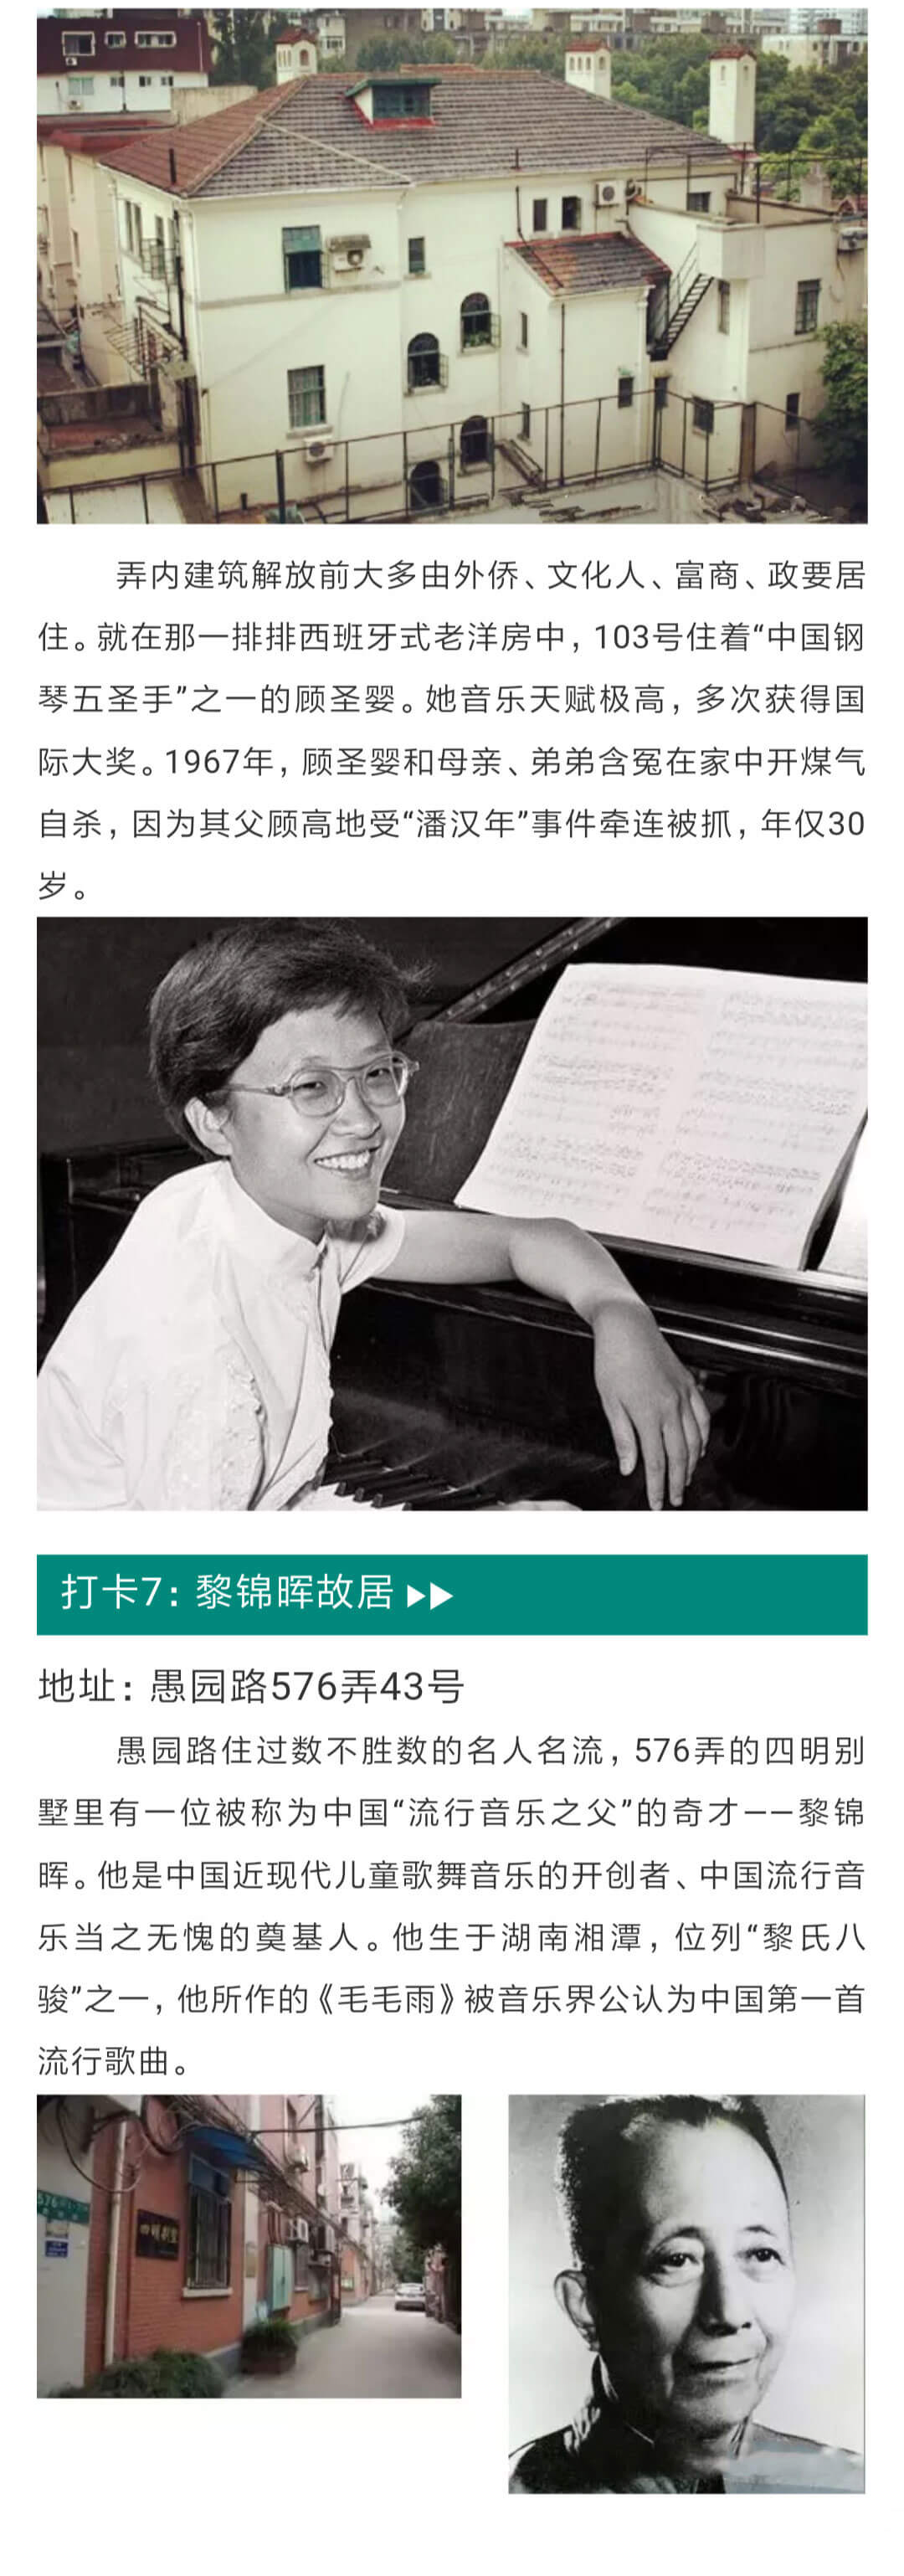 弄内建筑解放前大多由外侨、文化人、富商、政要居
住。就在那一排排西班牙式老洋房中，103号住着“中国钢
琴五圣手”之一的顾圣婴。她音乐天赋极高，多次获得国
际大奖。1967年，顾圣婴和母亲、弟弟含冤在家中开煤气
自杀，因为其父顾高地受“潘汉年”事件牵连被抓，年仅30
岁。
打卡7：黎锦晖故居
地址：愚园路576弄43号
愚园路住过数不胜数的名人名流，576弄的四明别
墅里有一位被称为中国“流行音乐之父”的奇才——黎锦
晖。他是中国近现代儿童歌舞音乐的开创者、中国流行音
乐当之无愧的奠基人。他生于湖南湘潭，位列“黎氏八
骏”之一，他所作的《毛毛雨》被音乐界公认为中国第一首
流行歌曲。
576
四明别墅